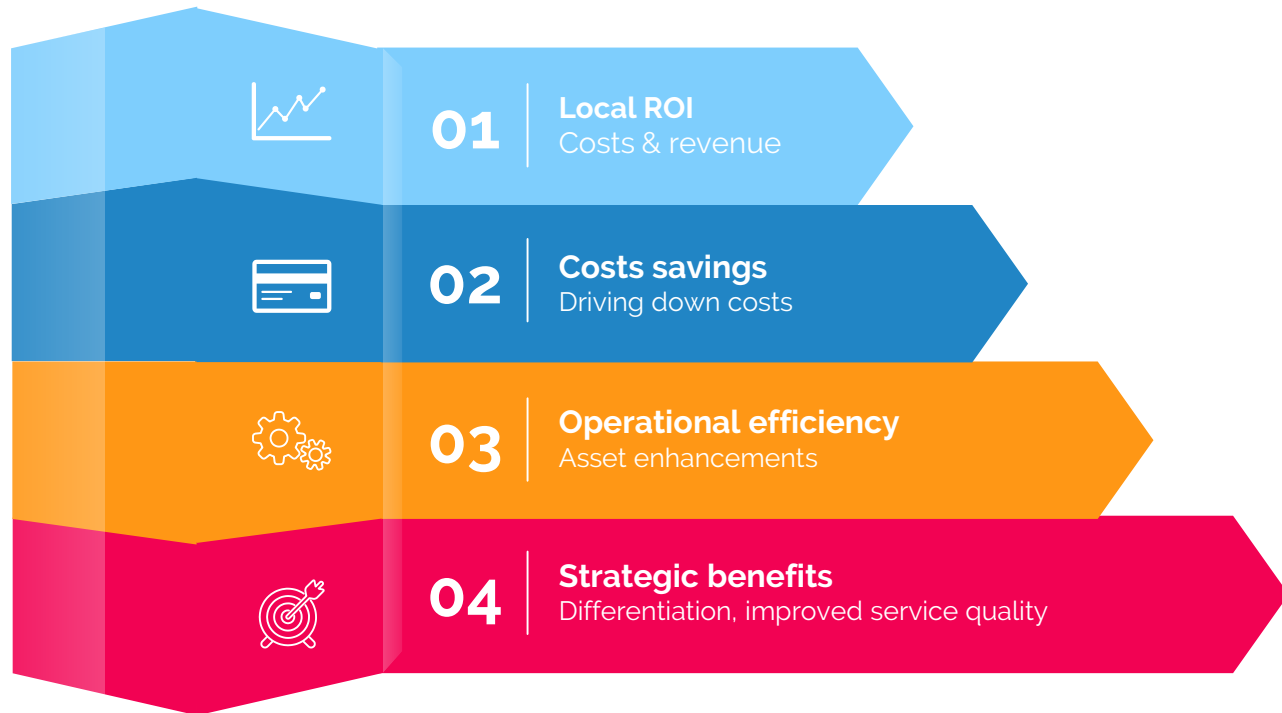 01
Local ROI
Costs & revenue
02
Costs savings
Driving down costs
03
Operational efficiency
Asset enhancements
04
Strategic benefits
Differentiation, improved service quality